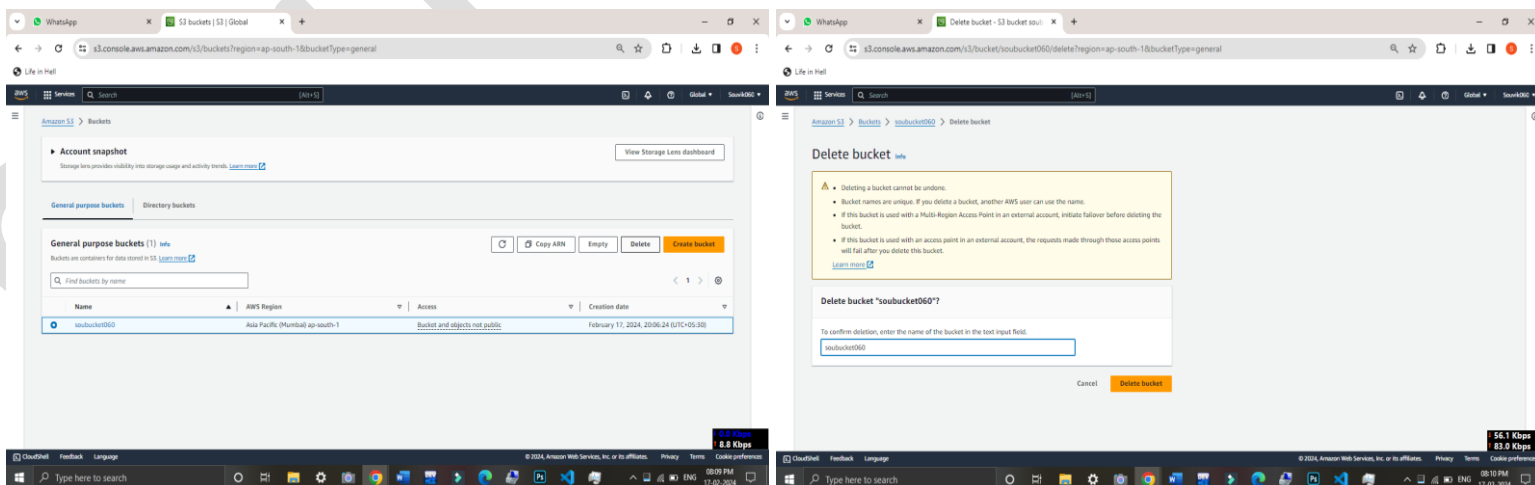 WhatsApp
S3 buckets | S3 | Global
s3.console.aws.amazon.com/s3/buckets?region=ap-south-1&bucketType=general
S
Life in Hell
aws
Services
Search
[Alt+S]
Global
Souvik060
Amazon S3 > Buckets
Account snapshot
Storage lens provides visibility into storage usage and activity trends. Learn more
View Storage Lens dashboard
General purpose buckets
Directory buckets
General purpose buckets (1) Info
Buckets are containers for data stored in S3. Learn more
Copy ARN
Empty
Delete
Create bucket
Find buckets by name
1
Name
AWS Region
Access
Creation date
soubucket060
Asia Pacific (Mumbai) ap-south-1
Bucket and objects not public
February 17, 2024, 20:06:24 (UTC+05:30)
8.8 Kbps
CloudShell
Feedback
Language
© 2024, Amazon Web Services, Inc. or its affiliates.
Privacy
Terms
Cookie preferences
Type here to search
Ps
ENG
08:09 PM
17-02-2024
WhatsApp
Delete bucket - S3 bucket soub
s3.console.aws.amazon.com/s3/bucket/soubucket060/delete?region=ap-south-1&bucketType=general
S
Life in Hell
aws
Services
Search
[Alt+S]
Global
Souvik060
Amazon S3 > Buckets > soubucket060 > Delete bucket
Delete bucket Info
• Deleting a bucket cannot be undone.
• Bucket names are unique. If you delete a bucket, another AWS user can use the name.
• If this bucket is used with a Multi-Region Access Point in an external account, initiate failover before deleting the
bucket.
• If this bucket is used with an access point in an external account, the requests made through those access points
will fail after you delete this bucket.
Learn more
Delete bucket "soubucket060"?
To confirm deletion, enter the name of the bucket in the text input field.
soubucket060
Cancel
Delete bucket
56.1 Kbps
83.0 Kbps
CloudShell
Feedback
Language
© 2024, Amazon Web Services, Inc. or its affiliates.
Privacy
Terms
Cookie preferences
Type here to search
Ps
ENG
08:10 PM
17-02-2024